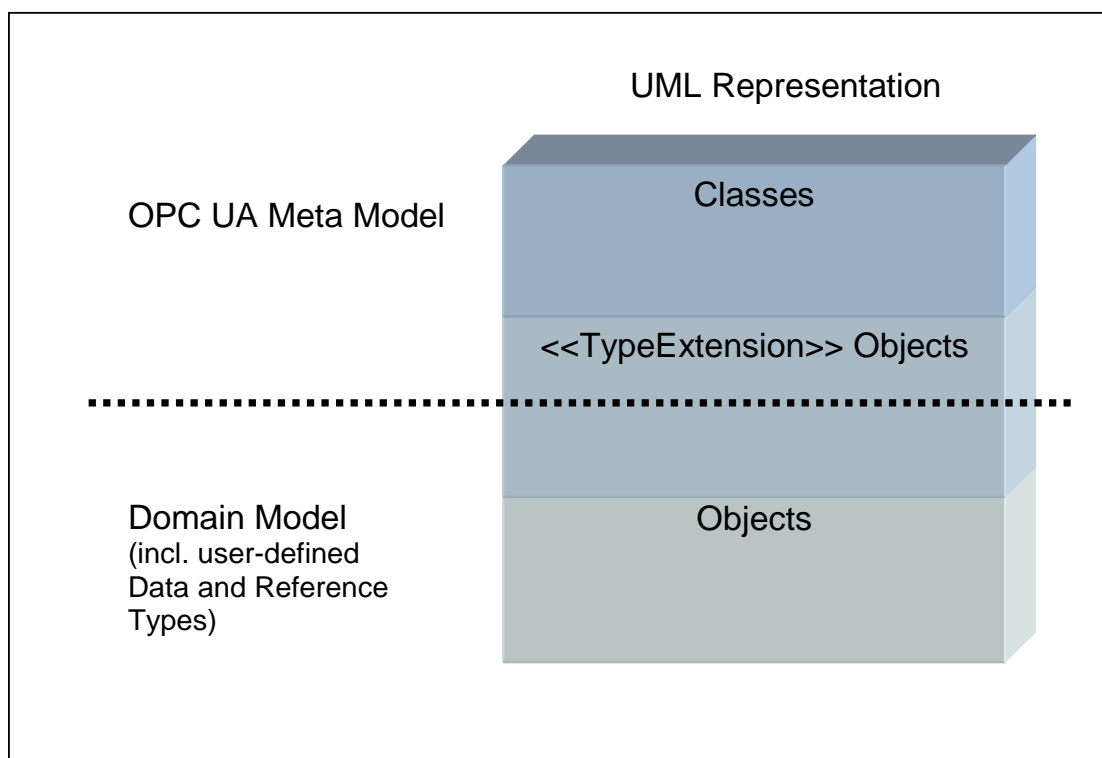 UML Representation
Classes
OPC UA Meta Model
<<TypeExtension>> Objects
Domain Model
(incl. user-defined
Data and Reference
Types)
Objects